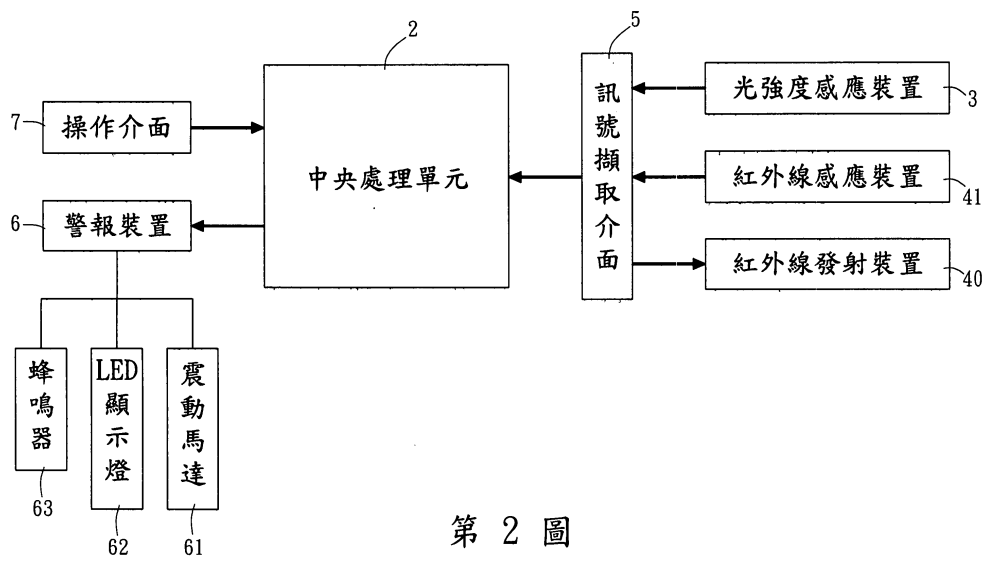 2
5
光強度感應裝置
3
7
操作介面
中央處理單元
訊號擷取介面
紅外線感應裝置
41
6
警報裝置
紅外線發射裝置
40
蜂鳴器
LED
顯示燈
震動馬達
63
62
61
第 2 圖